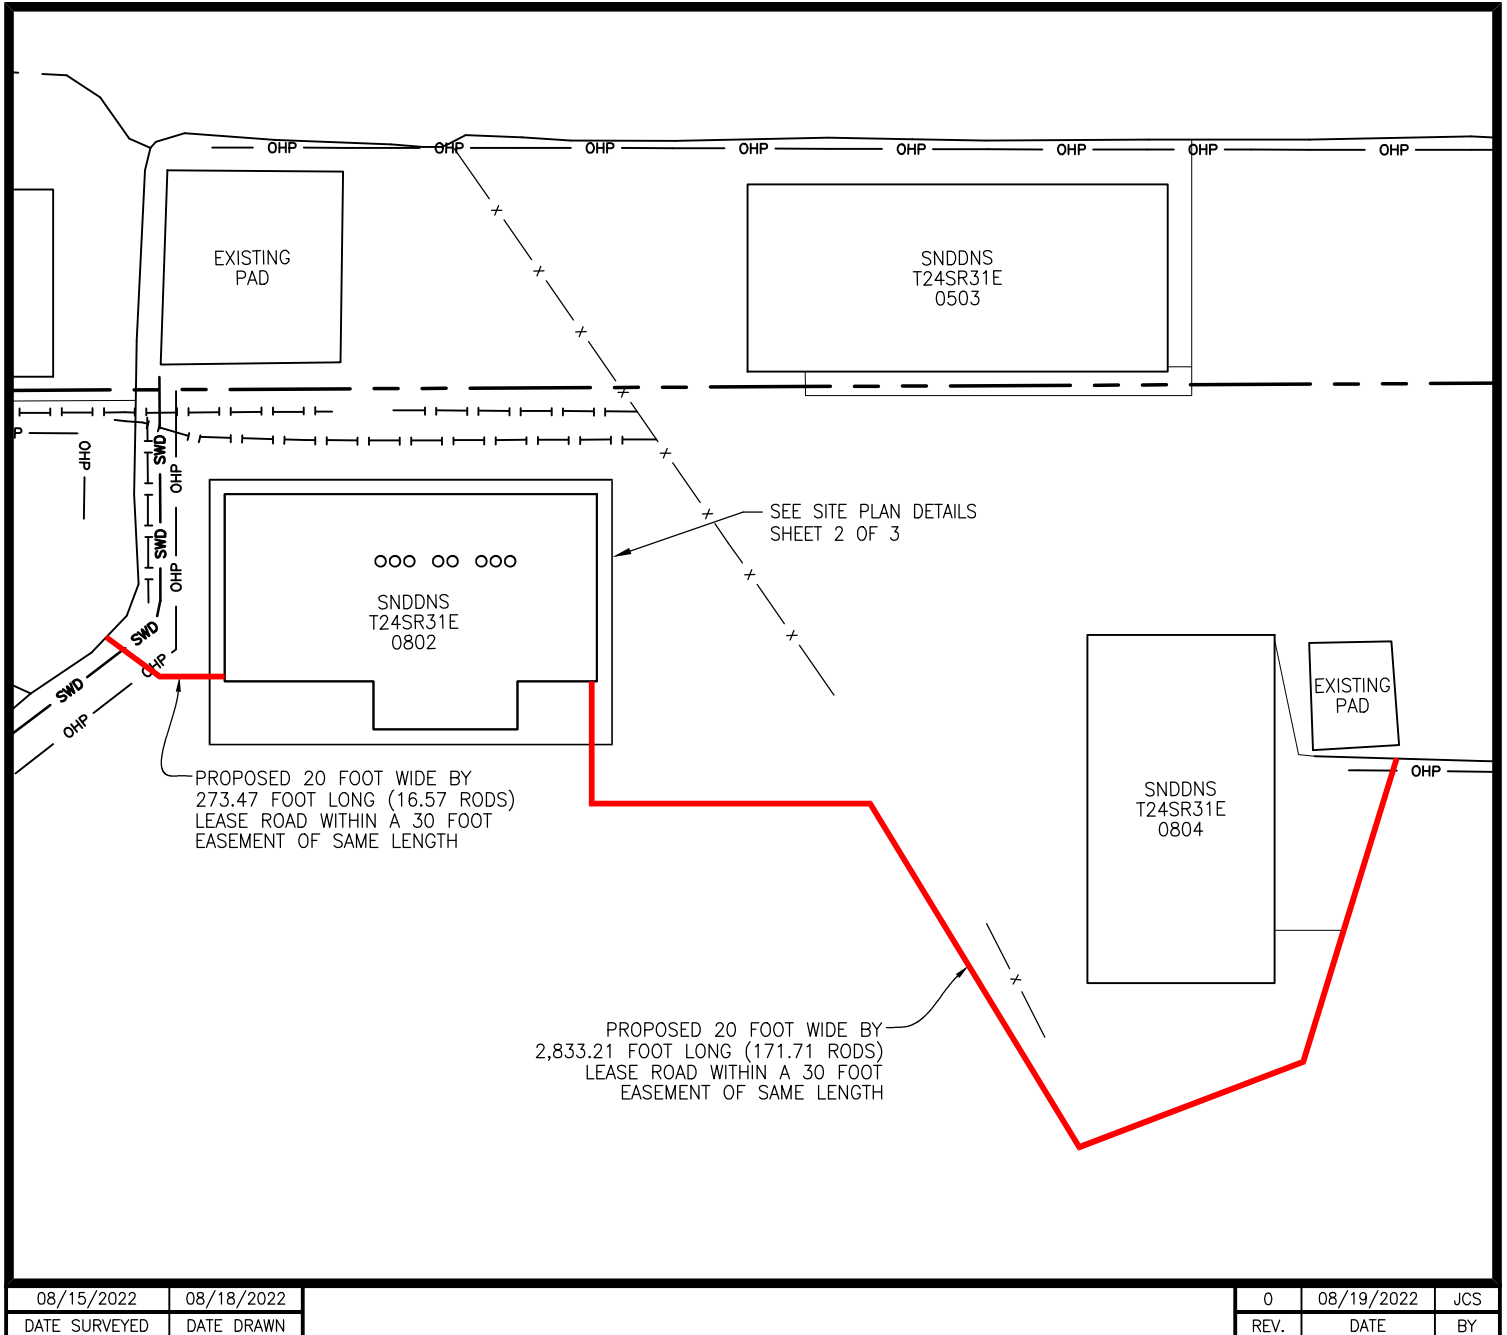 OHP OHP OHP OHP OHP OHP OHP OHP
EXISTING
PAD
SNDDNS
T24SR31E
0503
P
OHP
SWD
OHP
SWD
OHP
SWD
OHP
SWD
OHP
SEE SITE PLAN DETAILS
SHEET 2 OF 3
SNDDNS
T24SR31E
0802
EXISTING
PAD
OHP
PROPOSED 20 FOOT WIDE BY
273.47 FOOT LONG (16.57 RODS)
LEASE ROAD WITHIN A 30 FOOT
EASEMENT OF SAME LENGTH
SNDDNS
T24SR31E
0804
PROPOSED 20 FOOT WIDE BY
2,833.21 FOOT LONG (171.71 RODS)
LEASE ROAD WITHIN A 30 FOOT
EASEMENT OF SAME LENGTH
08/15/2022 08/18/2022
DATE SURVEYED DATE DRAWN
0 08/19/2022 JCS
REV. DATE BY